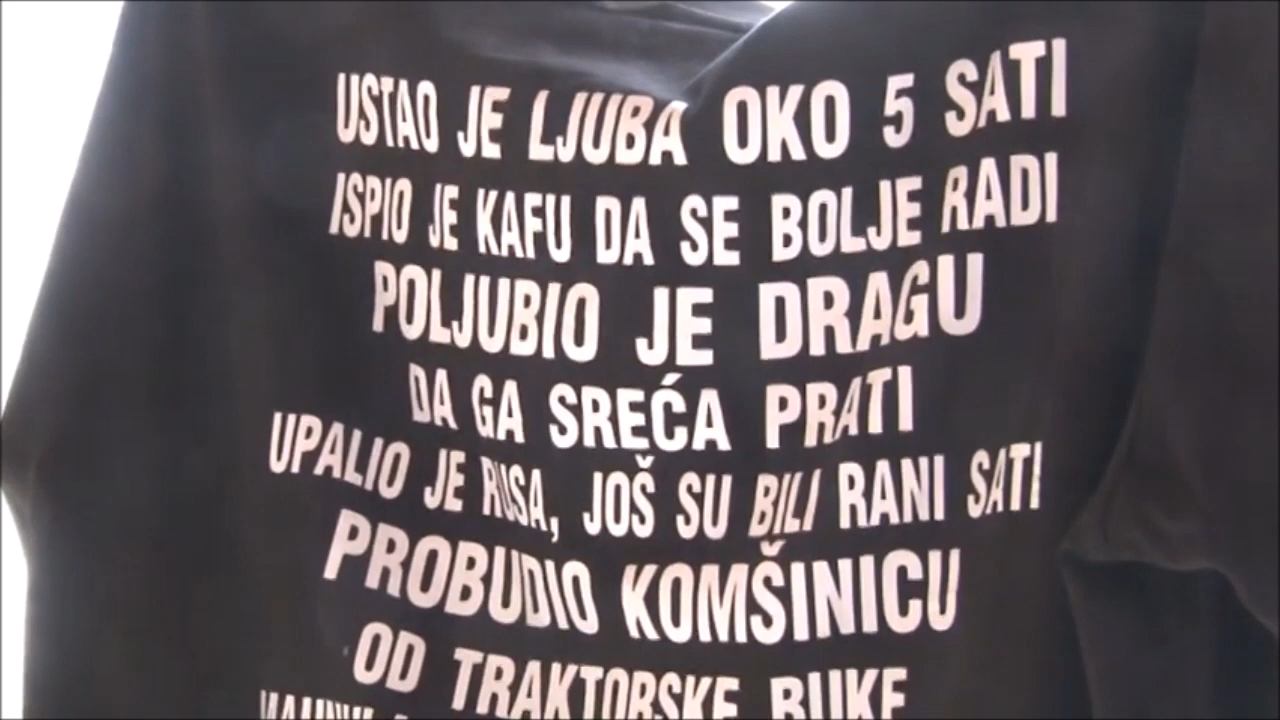 USTAO JE LJUBA OKO 5 SATI
ISPIO JE KAFU DA SE BOLJE RADI
POLJUBIO JE DRAGU
DA GA SREĆA PRATI
UPALIO JE RUSA, JOŠ SU BILI RANI SATI
PROBUDIO KOMŠINICU
OD TRAKTORSKE BUKE